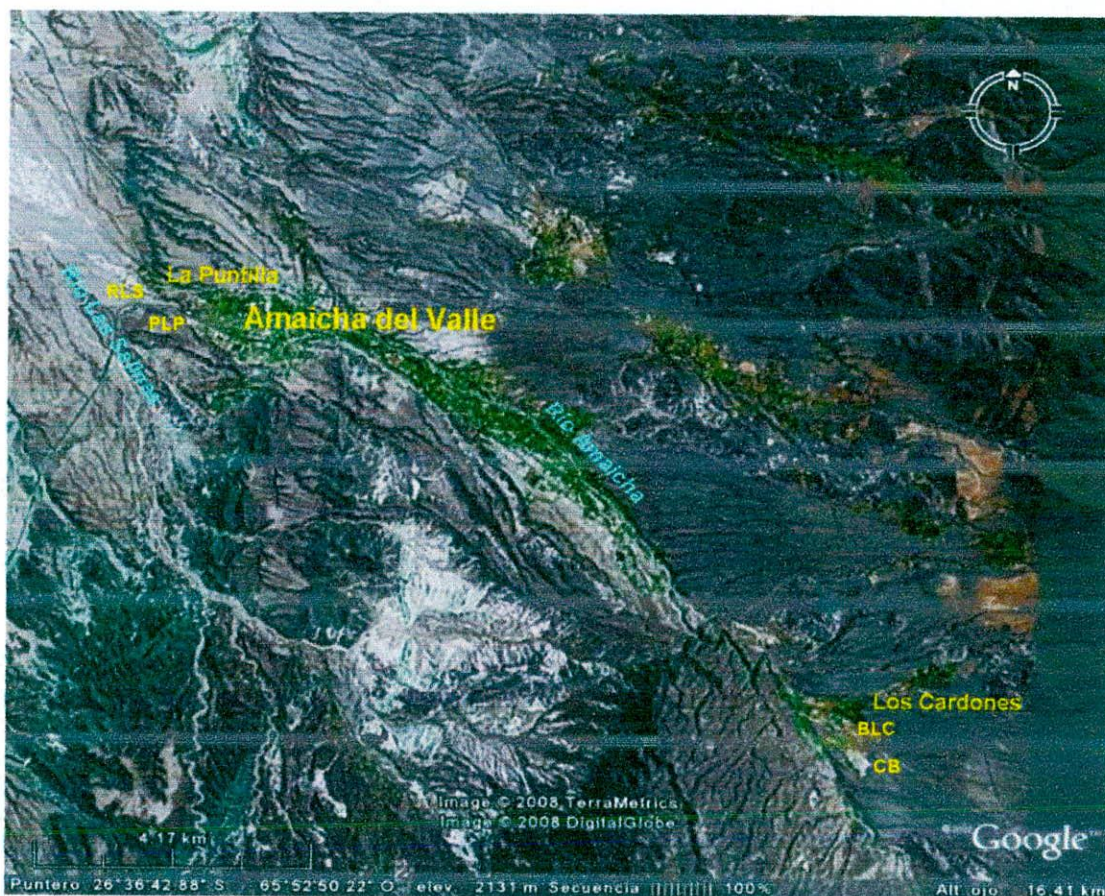 N
La Puntilla
RLS
PLP
Amaicha del Valle
Río Amaicha
Los Cardones
BLC
CB
Image © 2008 TerraMetrics
Image © 2008 DigitalGlobe
Google™
4.17 km
Puntero 26°36'42.88" S 65°52'50.22" O elev. 2131 m Secuencia |||||||||| 100% Alt. ojo 16.41 km